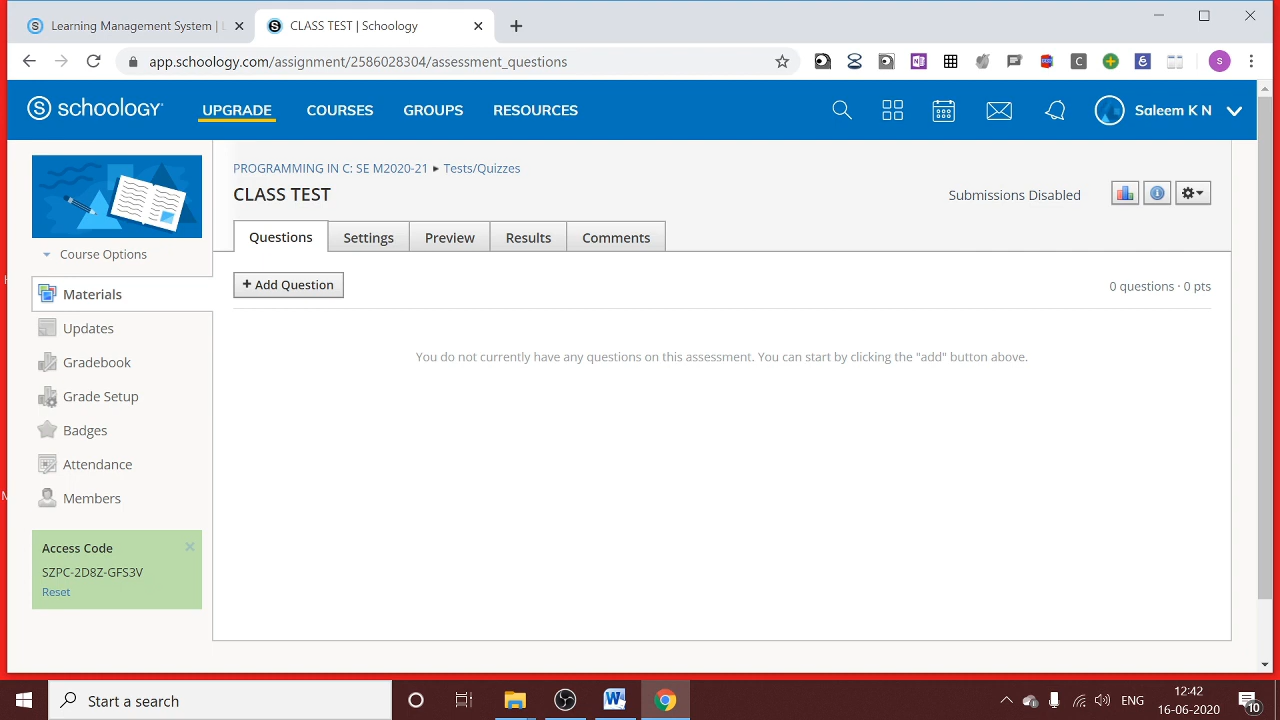 Learning Management System | L
CLASS TEST | Schoology
app.schoology.com/assignment/2586028304/assessment_questions
S schoology
UPGRADE
COURSES
GROUPS
RESOURCES
Saleem K N
PROGRAMMING IN C: SE M2020-21 ▸ Tests/Quizzes
CLASS TEST
Submissions Disabled
Course Options
Questions
Settings
Preview
Results
Comments
Materials
+ Add Question
0 questions · 0 pts
Updates
You do not currently have any questions on this assessment. You can start by clicking the "add" button above.
Gradebook
Grade Setup
Badges
Attendance
Members
Access Code
SZPC-2D8Z-GFS3V
Reset
Start a search
ENG
12:42
16-06-2020
10